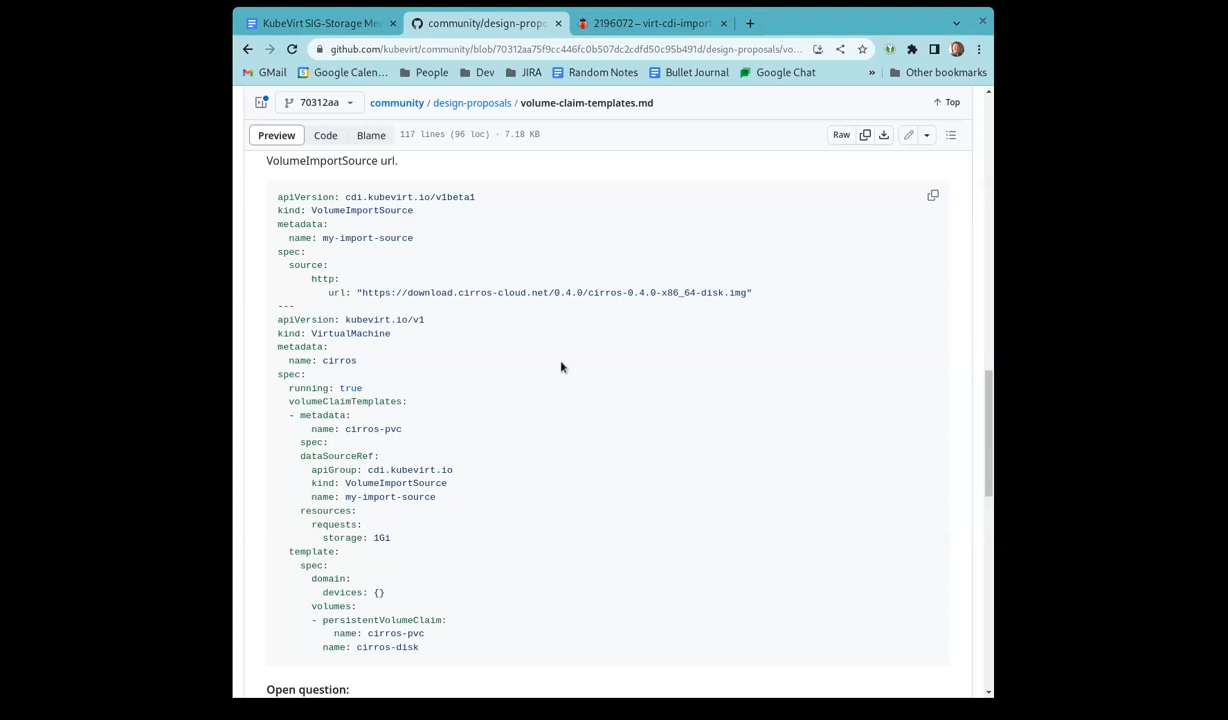 KubeVirt SIG-Storage Me
community/design-propo
2196072 – virt-cdi-import
github.com/kubevirt/community/blob/70312aa75f9cc446fc0b507dc2cdfd50c95b491d/design-proposals/vo...
GMail
Google Calen...
People
Dev
JIRA
Random Notes
Bullet Journal
Google Chat
»
Other bookmarks
70312aa
community / design-proposals / volume-claim-templates.md
Top
Preview
Code
Blame
117 lines (96 loc) · 7.18 KB
Raw
VolumeImportSource url.
apiVersion: cdi.kubevirt.io/v1beta1
kind: VolumeImportSource
metadata:
  name: my-import-source
spec:
  source:
      http:
         url: "https://download.cirros-cloud.net/0.4.0/cirros-0.4.0-x86_64-disk.img"
---
apiVersion: kubevirt.io/v1
kind: VirtualMachine
metadata:
  name: cirros
spec:
  running: true
  volumeClaimTemplates:
  - metadata:
      name: cirros-pvc
    spec:
    dataSourceRef:
      apiGroup: cdi.kubevirt.io
      kind: VolumeImportSource
      name: my-import-source
    resources:
      requests:
        storage: 1Gi
  template:
    spec:
      domain:
        devices: {}
      volumes:
      - persistentVolumeClaim:
          name: cirros-pvc
        name: cirros-disk
Open question: